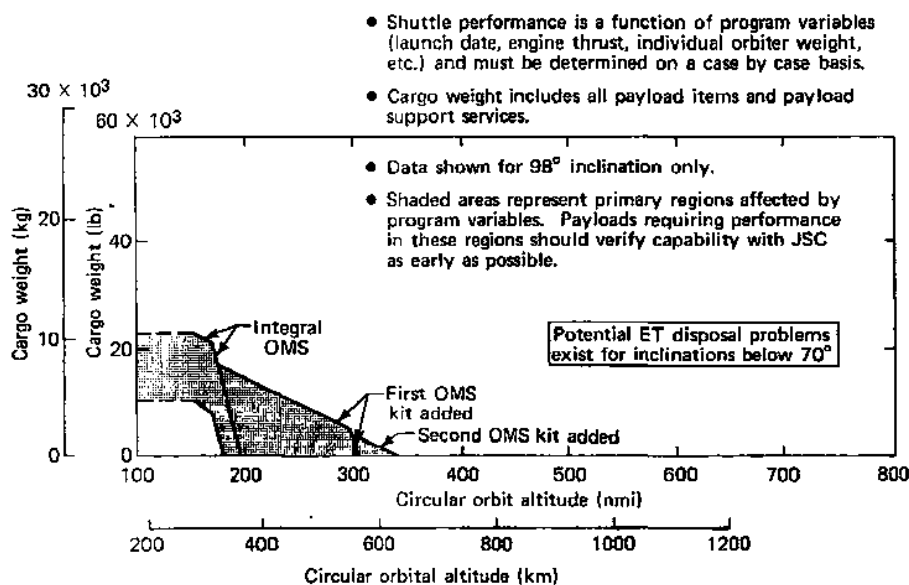 ● Shuttle performance is a function of program variables
(launch date, engine thrust, individual orbiter weight,
etc.) and must be determined on a case by case basis.
● Cargo weight includes all payload items and payload
support services.
30 × 10³
60 × 10³
● Data shown for 98° inclination only.
● Shaded areas represent primary regions affected by
program variables. Payloads requiring performance
in these regions should verify capability with JSC
as early as possible.
Cargo weight (kg)
20
10
0
Cargo weight (lb)
40
20
0
Integral
OMS
Potential ET disposal problems
exist for inclinations below 70°
First OMS
kit added
Second OMS kit added
100 200 300 400 500 600 700 800
Circular orbit altitude (nmi)
200 400 600 800 1000 1200
Circular orbital altitude (km)